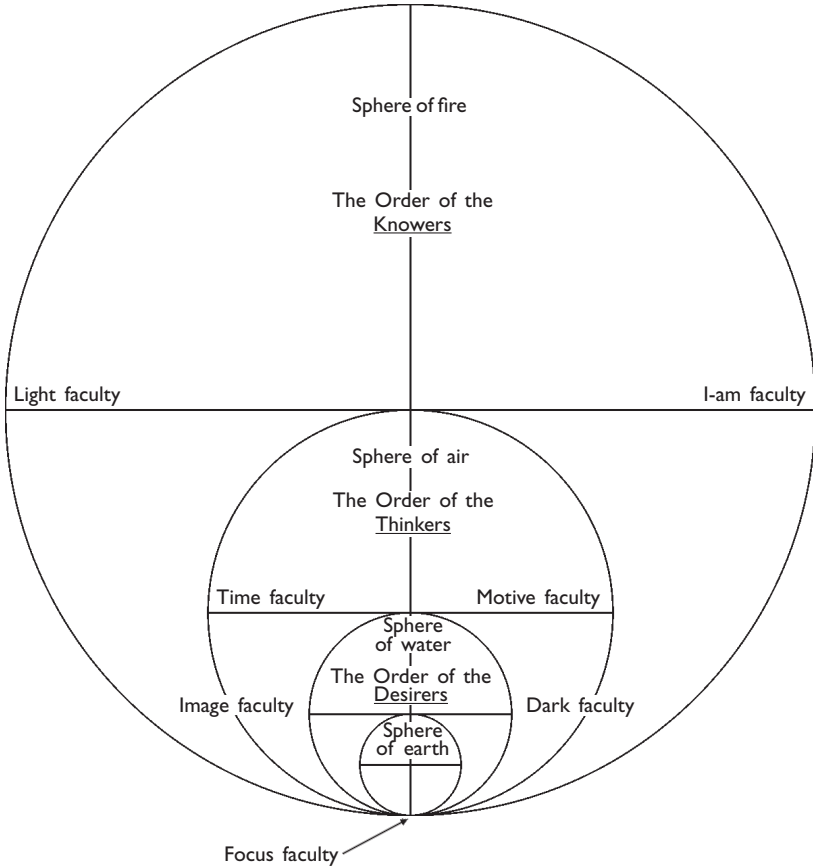 Sphere of fire
The Order of the
Knowers
Light faculty
I-am faculty
Sphere of air
The Order of the
Thinkers
Time faculty
Motive faculty
Sphere
of water
The Order of the
Desirers
Image faculty
Dark faculty
Sphere
of earth
Focus faculty